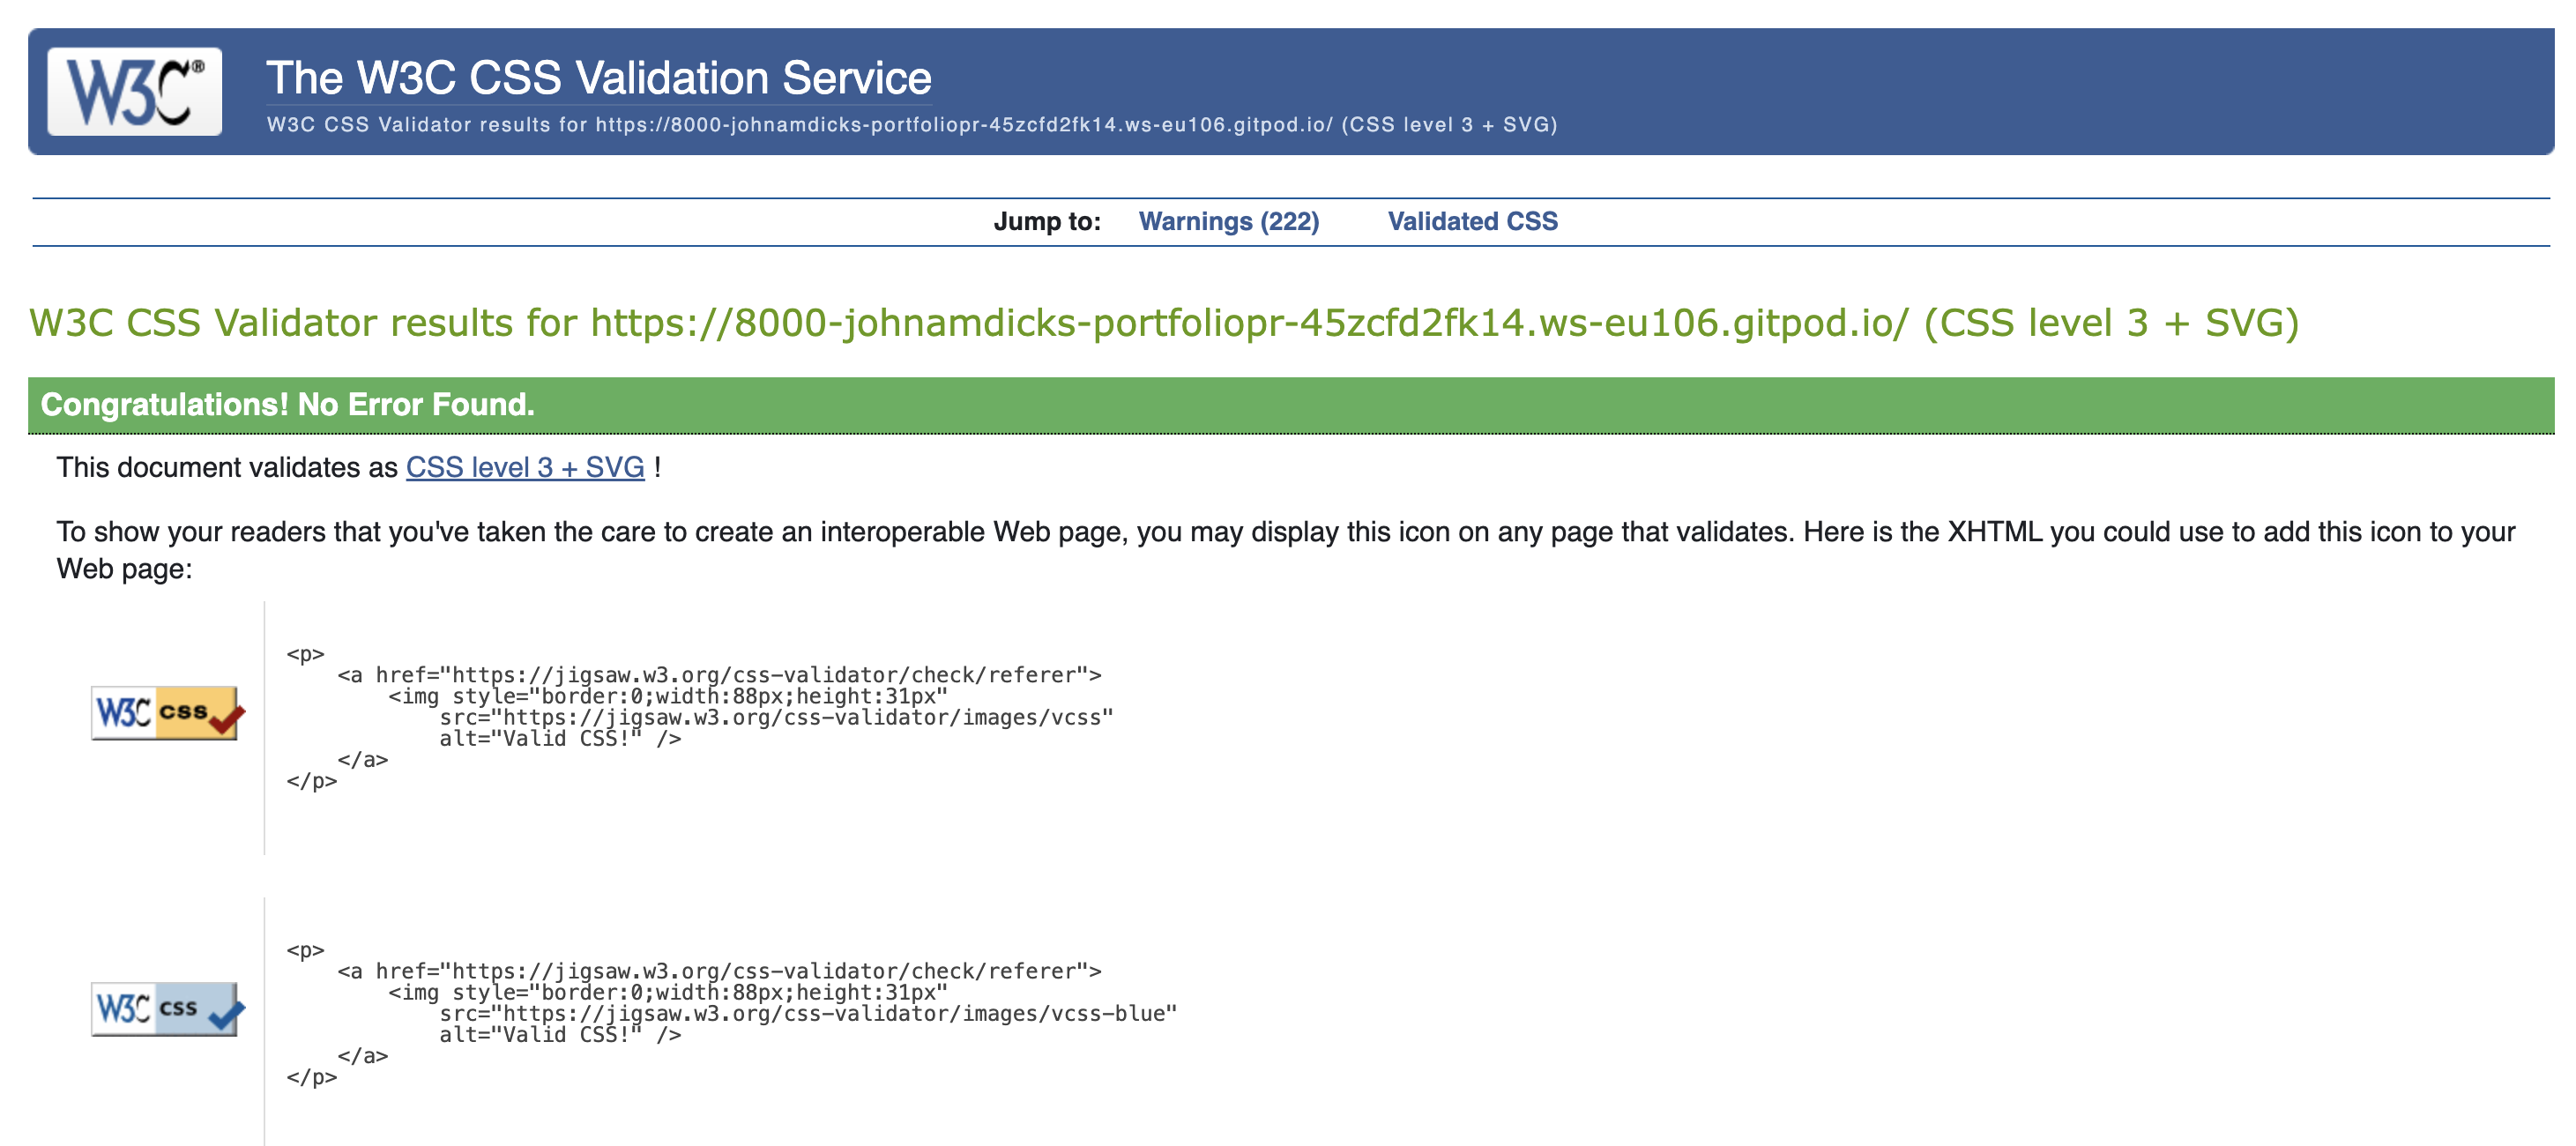 W3C®
The W3C CSS Validation Service
W3C CSS Validator results for https://8000-johnamdicks-portfoliopr-45zcfd2fk14.ws-eu106.gitpod.io/ (CSS level 3 + SVG)
Jump to: Warnings (222) Validated CSS
W3C CSS Validator results for https://8000-johnamdicks-portfoliopr-45zcfd2fk14.ws-eu106.gitpod.io/ (CSS level 3 + SVG)
Congratulations! No Error Found.
This document validates as CSS level 3 + SVG !
To show your readers that you've taken the care to create an interoperable Web page, you may display this icon on any page that validates. Here is the XHTML you could use to add this icon to your
Web page:
W3C css
<p>
    <a href="https://jigsaw.w3.org/css-validator/check/referer">
        <img style="border:0;width:88px;height:31px"
            src="https://jigsaw.w3.org/css-validator/images/vcss"
            alt="Valid CSS!" />
    </a>
</p>
W3C css
<p>
    <a href="https://jigsaw.w3.org/css-validator/check/referer">
        <img style="border:0;width:88px;height:31px"
            src="https://jigsaw.w3.org/css-validator/images/vcss-blue"
            alt="Valid CSS!" />
    </a>
</p>